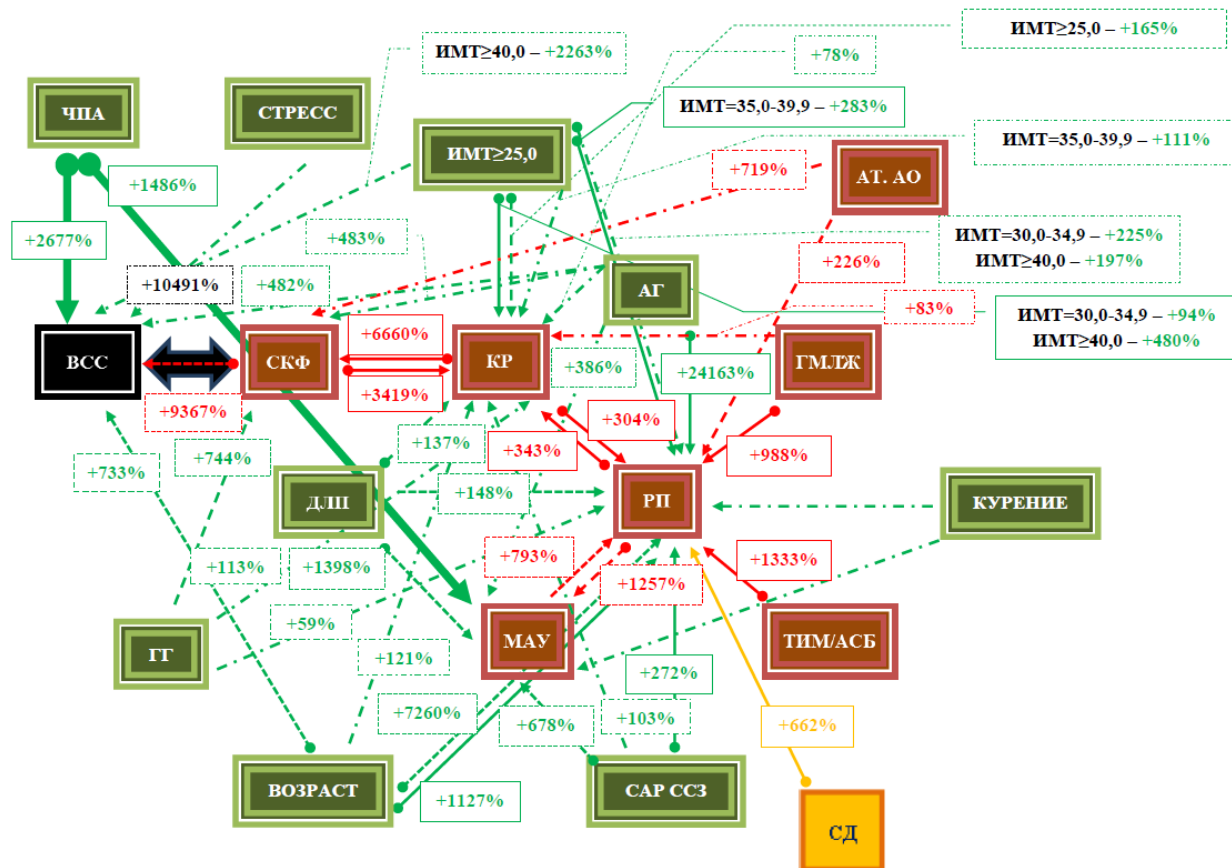 ИМТ≥40,0 – +2263%
+78%
ИМТ≥25,0 – +165%
ЧПА
СТРЕСС
ИМТ=35,0-39,9 – +283%
ИМТ≥25,0
ИМТ=35,0-39,9 – +111%
+1486%
+719%
АТ. АО
+2677%
+483%
ИМТ=30,0-34,9 – +225%
ИМТ≥40,0 – +197%
+10491%
+482%
АГ
+226%
+83%
ИМТ=30,0-34,9 – +94%
ИМТ≥40,0 – +480%
ВСС
СКФ
+6660%
КР
+386%
+24163%
ГМЛЖ
+3419%
+9367%
+304%
+343%
+137%
+988%
+733%
+744%
+148%
ДЛП
РП
КУРЕНИЕ
+113%
+1398%
+793%
+1257%
+1333%
+59%
ГГ
МАУ
ТИМ/АСБ
+121%
+272%
+7260%
+678%
+103%
+662%
ВОЗРАСТ
+1127%
САР ССЗ
СД